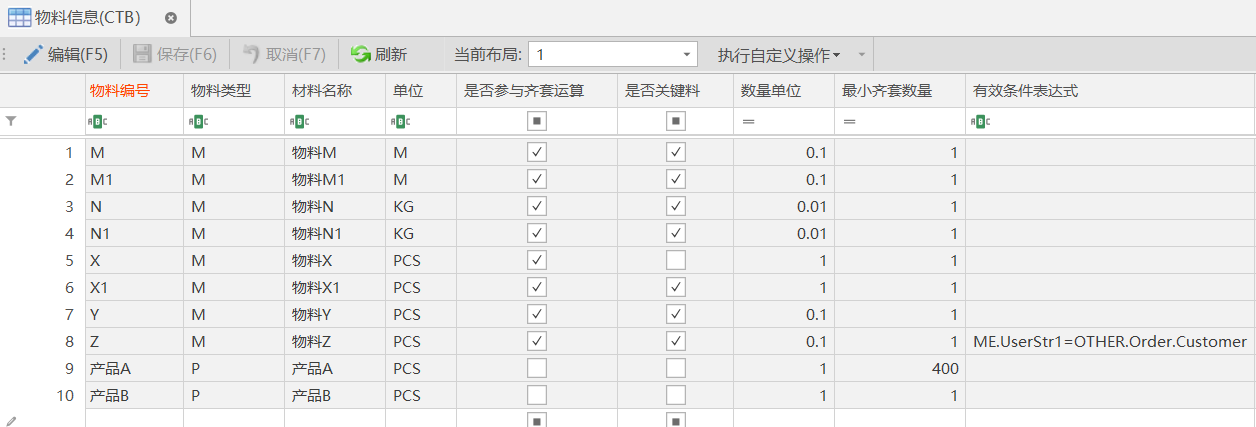 物料信息(CTB)
编辑(F5) 保存(F6) 取消(F7) 刷新 当前布局: 1 执行自定义操作
物料编号 物料类型 材料名称 单位 是否参与齐套运算 是否关键料 数量单位 最小齐套数量 有效条件表达式
ABC ABC ABC ABC = = ABC
1 M M 物料M M 0.1 1
2 M1 M 物料M1 M 0.1 1
3 N M 物料N KG 0.01 1
4 N1 M 物料N1 KG 0.01 1
5 X M 物料X PCS 1 1
6 X1 M 物料X1 PCS 1 1
7 Y M 物料Y PCS 0.1 1
8 Z M 物料Z PCS 0.1 1 ME.UserStr1=OTHER.Order.Customer
9 产品A P 产品A PCS 1 400
10 产品B P 产品B PCS 1 1